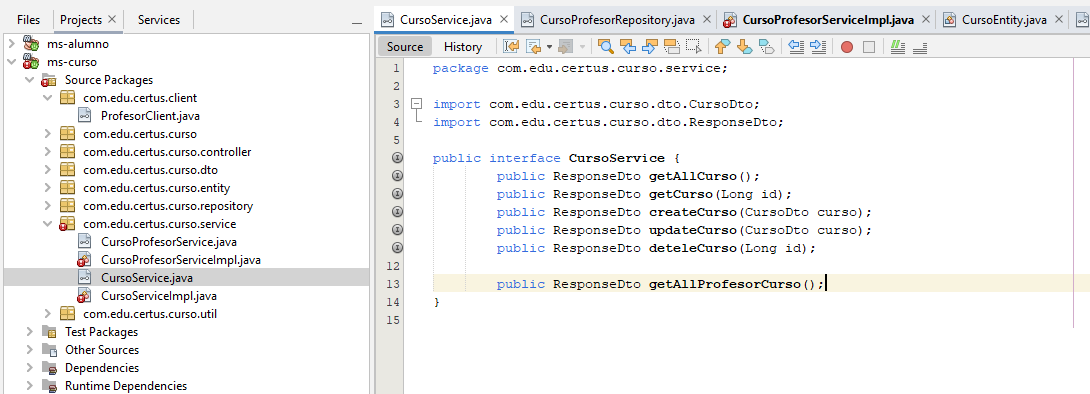 Files Projects Services
ms-alumno
ms-curso
Source Packages
com.edu.certus.client
ProfesorClient.java
com.edu.certus.curso
com.edu.certus.curso.controller
com.edu.certus.curso.dto
com.edu.certus.curso.entity
com.edu.certus.curso.repository
com.edu.certus.curso.service
CursoProfesorService.java
CursoProfesorServiceImpl.java
CursoService.java
CursoServiceImpl.java
com.edu.certus.curso.util
Test Packages
Other Sources
Dependencies
Runtime Dependencies
CursoService.java CursoProfesorRepository.java CursoProfesorServiceImpl.java CursoEntity.java
Source History
1 package com.edu.certus.curso.service;
2
3 import com.edu.certus.curso.dto.CursoDto;
4 import com.edu.certus.curso.dto.ResponseDto;
5
public interface CursoService {
public ResponseDto getAllCurso();
public ResponseDto getCurso(Long id);
public ResponseDto createCurso(CursoDto curso);
public ResponseDto updateCurso(CursoDto curso);
public ResponseDto deteleCurso(Long id);
12
13 public ResponseDto getAllProfesorCurso();
14 }
15